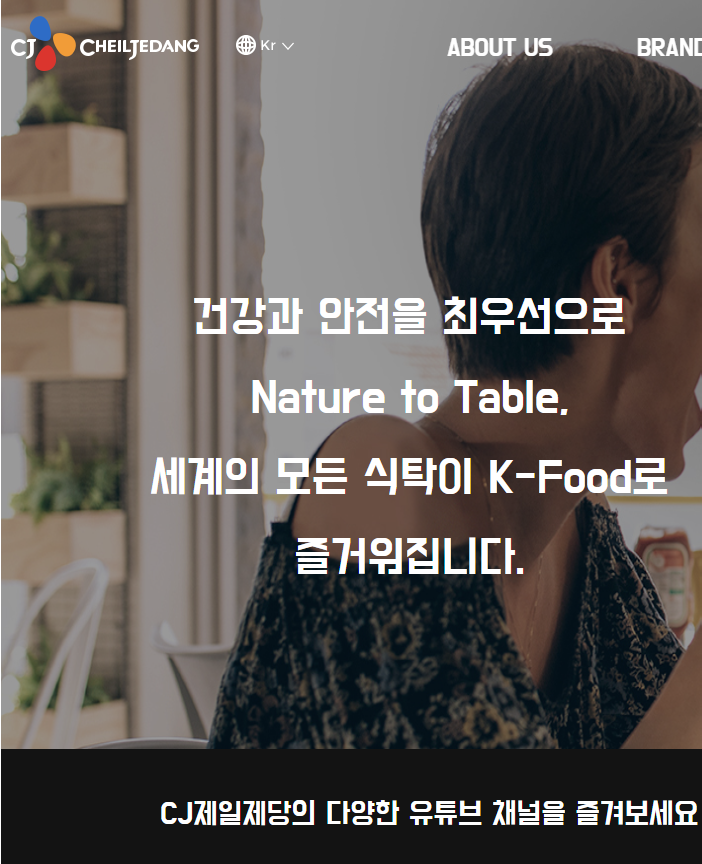 CJ CHEILJEDANG Kr ABOUT US BRAND
건강과 안전을 최우선으로
Nature to Table,
세계의 모든 식탁이 K-Food로
즐거워집니다.
CJ제일제당의 다양한 유튜브 채널을 즐겨보세요